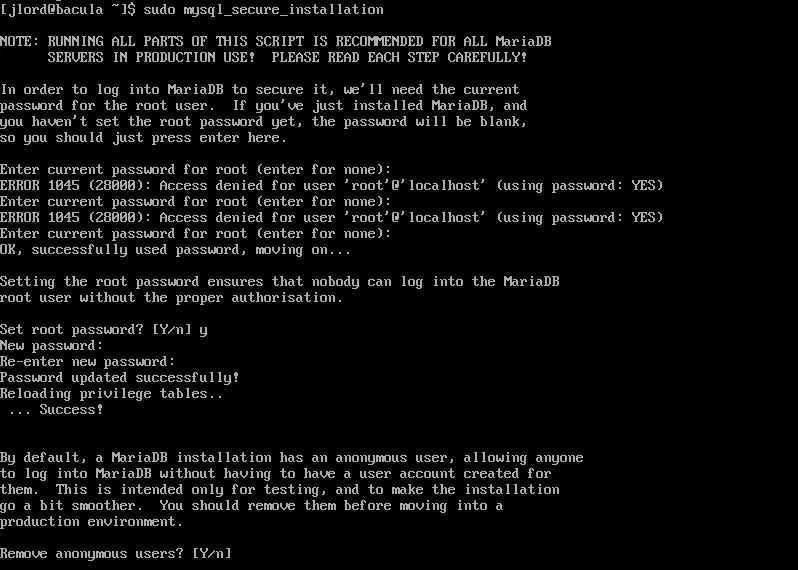 [jlord@bacula ~]$ sudo mysql_secure_installation
NOTE: RUNNING ALL PARTS OF THIS SCRIPT IS RECOMMENDED FOR ALL MariaDB
      SERVERS IN PRODUCTION USE!  PLEASE READ EACH STEP CAREFULLY!
In order to log into MariaDB to secure it, we'll need the current
password for the root user.  If you've just installed MariaDB, and
you haven't set the root password yet, the password will be blank,
so you should just press enter here.
Enter current password for root (enter for none):
ERROR 1045 (28000): Access denied for user 'root'@'localhost' (using password: YES)
Enter current password for root (enter for none):
ERROR 1045 (28000): Access denied for user 'root'@'localhost' (using password: YES)
Enter current password for root (enter for none):
OK, successfully used password, moving on...
Setting the root password ensures that nobody can log into the MariaDB
root user without the proper authorisation.
Set root password? [Y/n] y
New password:
Re-enter new password:
Password updated successfully!
Reloading privilege tables..
 ... Success!
By default, a MariaDB installation has an anonymous user, allowing anyone
to log into MariaDB without having to have a user account created for
them.  This is intended only for testing, and to make the installation
go a bit smoother.  You should remove them before moving into a
production environment.
Remove anonymous users? [Y/n]